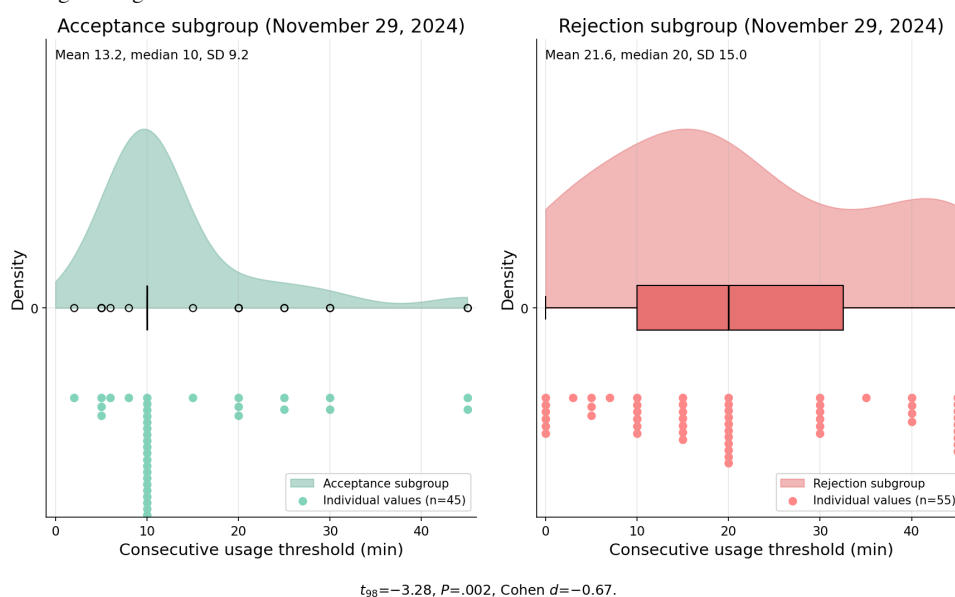 Acceptance subgroup (November 29, 2024)
Mean 13.2, median 10, SD 9.2
Density
0
Acceptance subgroup
Individual values (n=45)
0 10 20 30 40
Consecutive usage threshold (min)
Rejection subgroup (November 29, 2024)
Mean 21.6, median 20, SD 15.0
Density
0
Rejection subgroup
Individual values (n=55)
0 10 20 30 40
Consecutive usage threshold (min)
t98=−3.28, P=.002, Cohen d=−0.67.